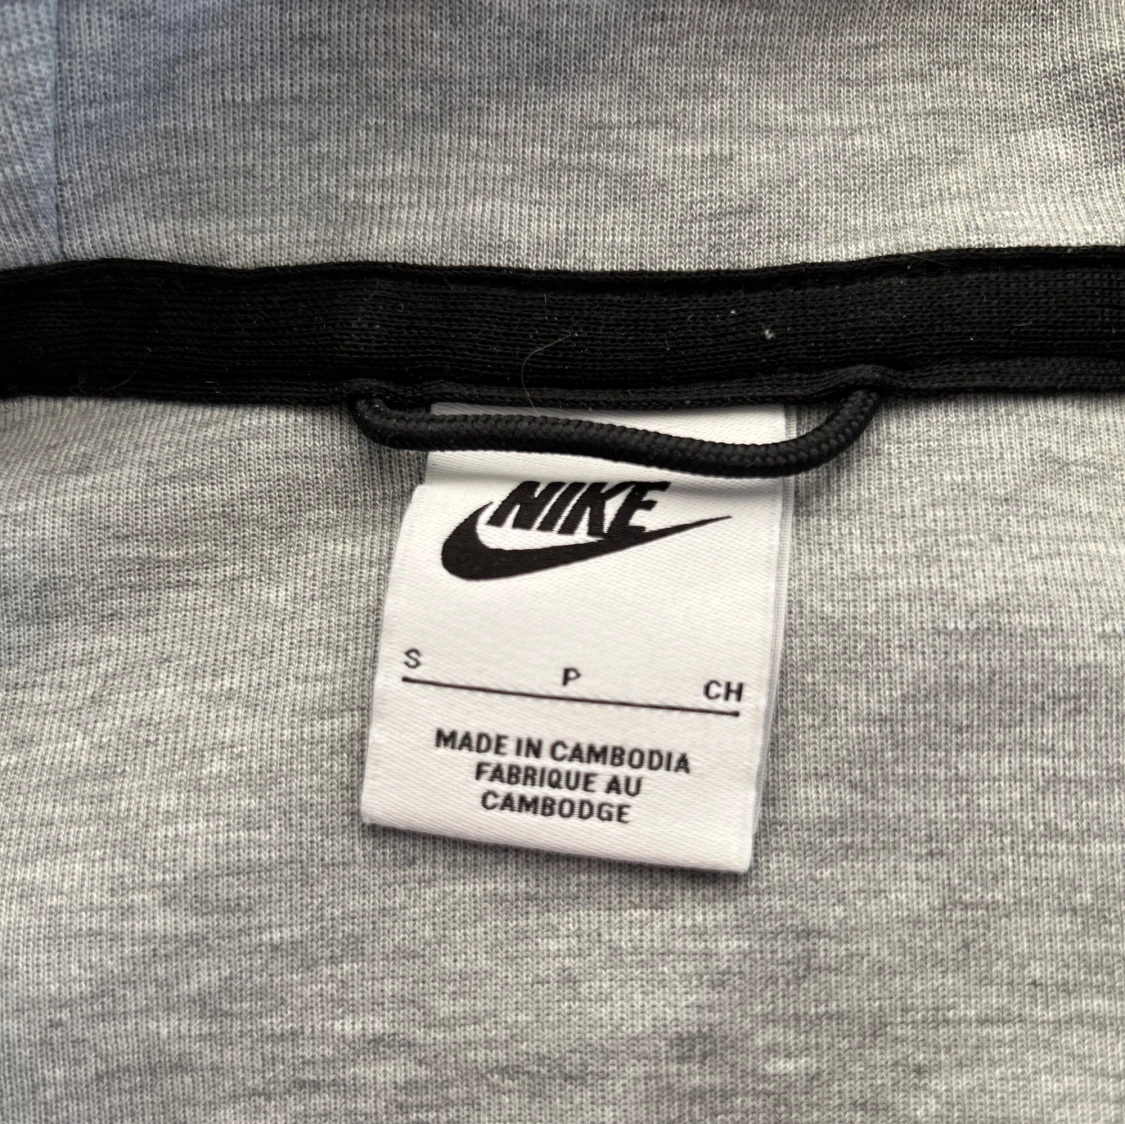 NIKE
S P CH
MADE IN CAMBODIA
FABRIQUE AU
CAMBODGE